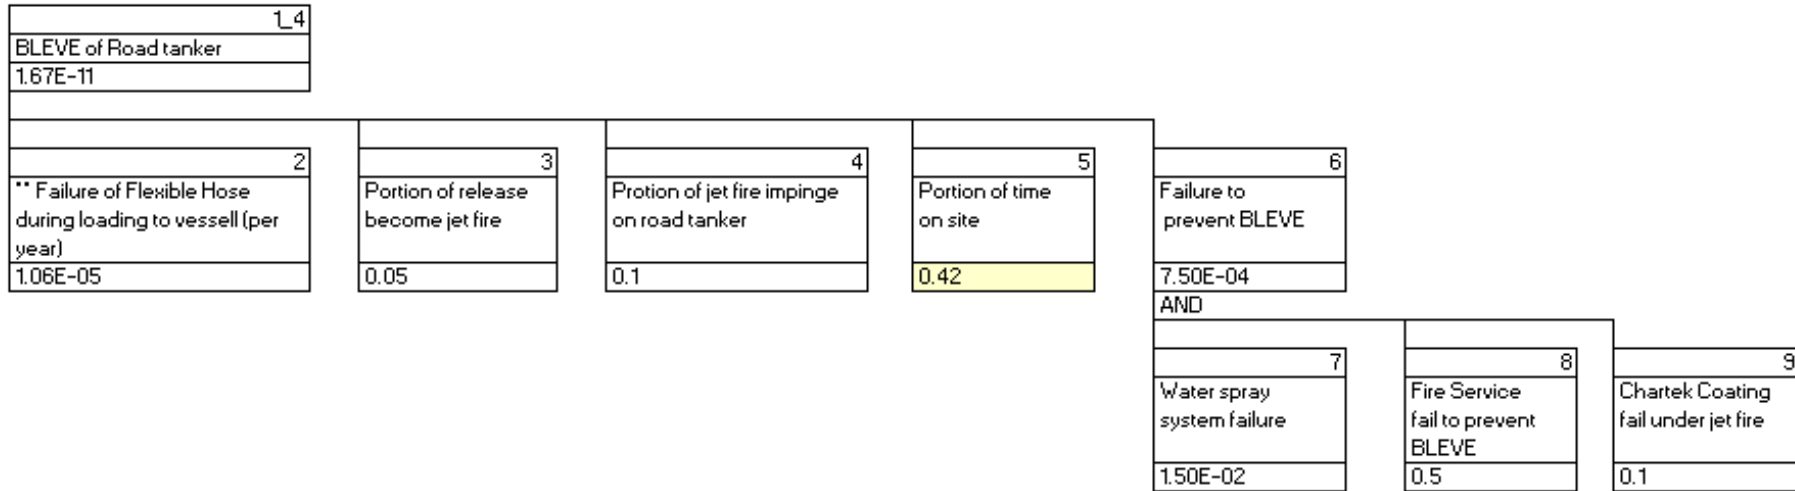 1_4
BLEVE of Road tanker
1.67E-11
2
** Failure of Flexible Hose
during loading to vessell (per
year)
1.06E-05
3
Portion of release
become jet fire
0.05
4
Protion of jet fire impinge
on road tanker
0.1
5
Portion of time
on site
0.42
6
Failure to
prevent BLEVE
7.50E-04
AND
7
Water spray
system failure
1.50E-02
8
Fire Service
fail to prevent
BLEVE
0.5
9
Chartek Coating
fail under jet fire
0.1